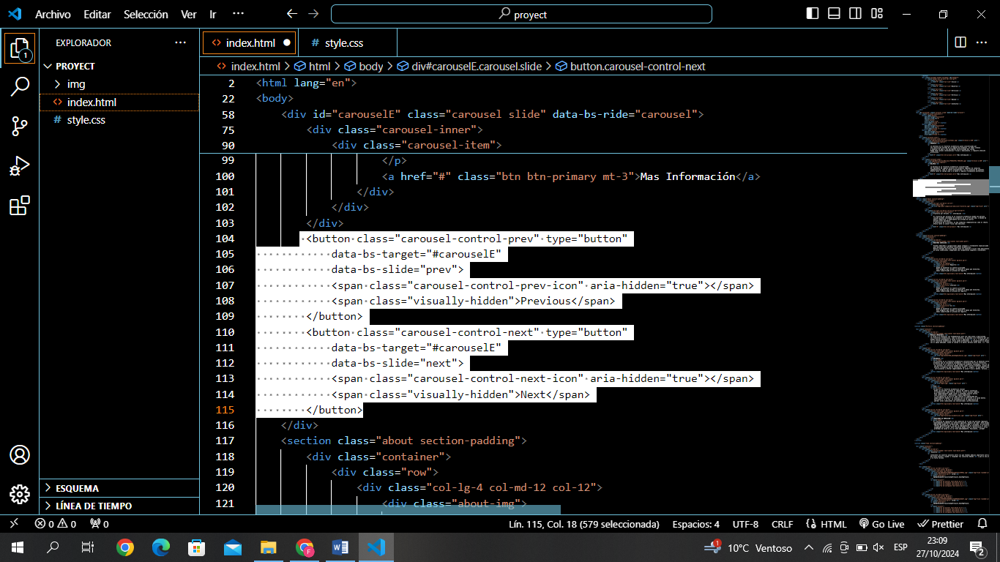 Archivo Editar Selección Ver Ir ···
proyect
EXPLORADOR ···
PROYECT
img
index.html
style.css
ESQUEMA
LÍNEA DE TIEMPO
1
index.html
style.css
index.html > html > body > div#carouselE.carousel.slide > button.carousel-control-next
2 <html lang="en">
22 <body>
58 <div id="carouselE" class="carousel slide" data-bs-ride="carousel">
75 <div class="carousel-inner">
90 <div class="carousel-item">
99 </p>
100 <a href="#" class="btn btn-primary mt-3">Mas Información</a>
101 </div>
102 </div>
103 </div>
104 <button class="carousel-control-prev" type="button"
105 data-bs-target="#carouselE"
106 data-bs-slide="prev">
107 <span class="carousel-control-prev-icon" aria-hidden="true"></span>
108 <span class="visually-hidden">Previous</span>
109 </button>
110 <button class="carousel-control-next" type="button"
111 data-bs-target="#carouselE"
112 data-bs-slide="next">
113 <span class="carousel-control-next-icon" aria-hidden="true"></span>
114 <span class="visually-hidden">Next</span>
115 </button>
116 </div>
117 <section class="about section-padding">
118 <div class="container">
119 <div class="row">
120 <div class="col-lg-4 col-md-12 col-12">
121 <div class="about-img">
0 0 0 Lín. 115, Col. 18 (579 seleccionada) Espacios: 4 UTF-8 CRLF HTML Go Live Prettier
1 10°C Ventoso ESP 23:09
27/10/2024 2